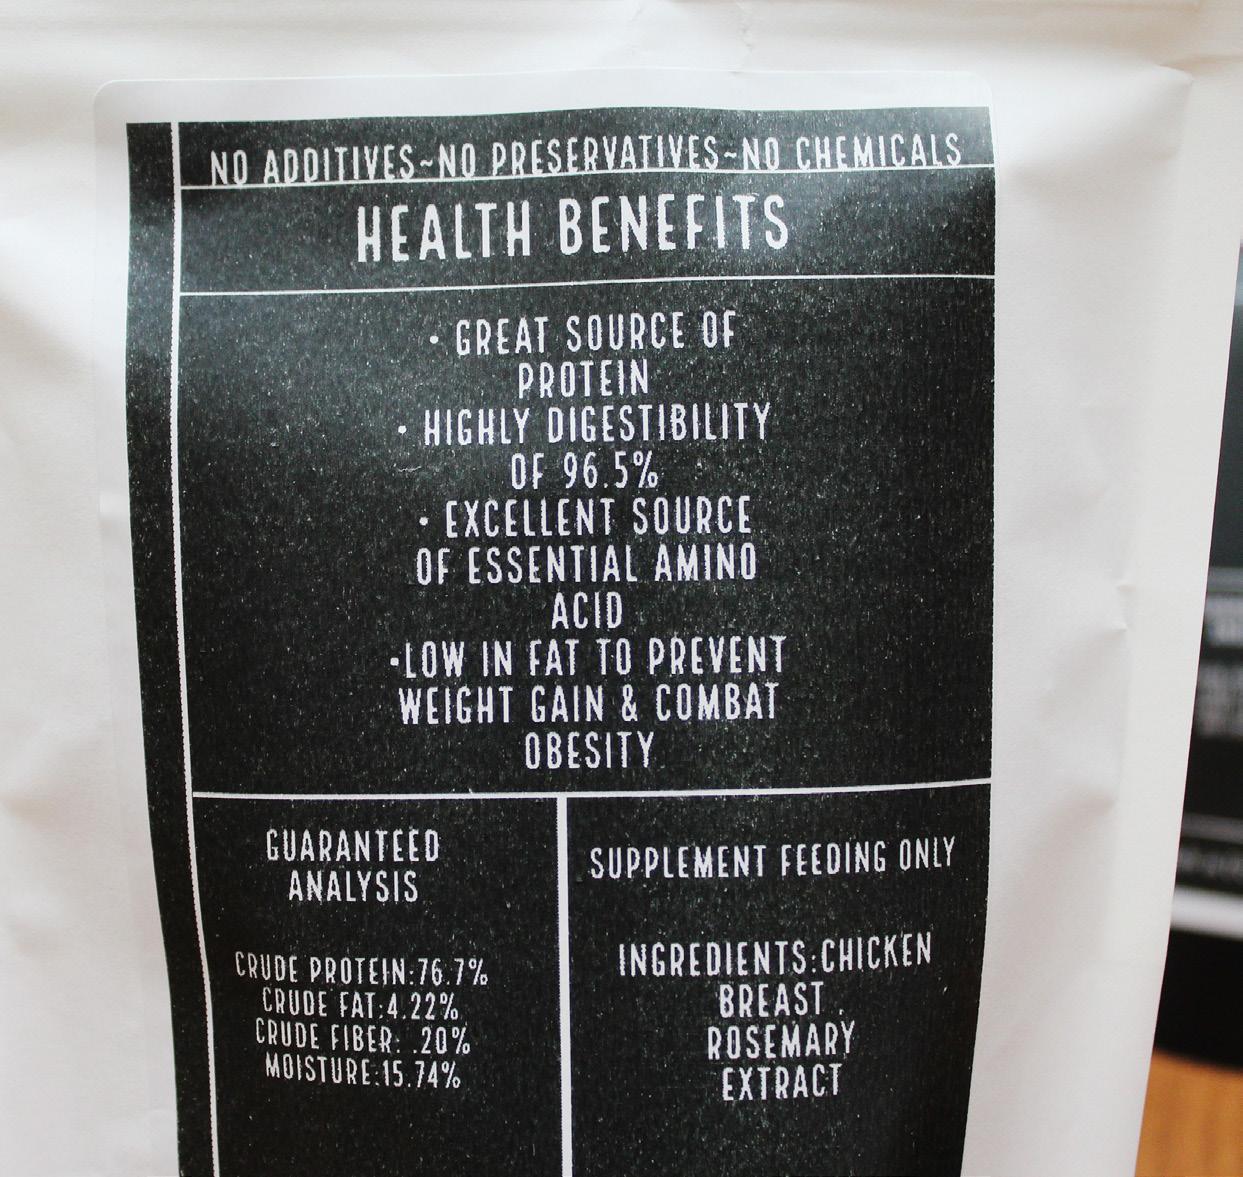 NO ADDITIVES~NO PRESERVATIVES~NO CHEMICALS
HEALTH BENEFITS
• GREAT SOURCE OF
PROTEIN
• HIGHLY DIGESTIBILITY
OF 96.5%
• EXCELLENT SOURCE
OF ESSENTIAL AMINO
ACID
•LOW IN FAT TO PREVENT
WEIGHT GAIN & COMBAT
OBESITY
GUARANTEED
ANALYSIS
CRUDE PROTEIN:76.7%
CRUDE FAT:4.22%
CRUDE FIBER: .20%
MOISTURE:15.74%
SUPPLEMENT FEEDING ONLY
INGREDIENTS:CHICKEN
BREAST ,
ROSEMARY
EXTRACT